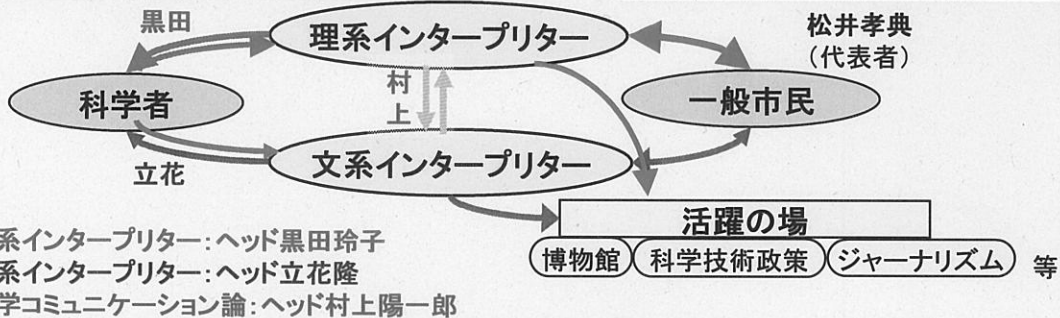 黒田
理系インタープリター
松井孝典
(代表者)
村上
科学者
一般市民
文系インタープリター
立花
活躍の場
博物館 科学技術政策 ジャーナリズム 等
系インタープリター:ヘッド黒田玲子
系インタープリター:ヘッド立花隆
学コミュニケーション論:ヘッド村上陽一郎